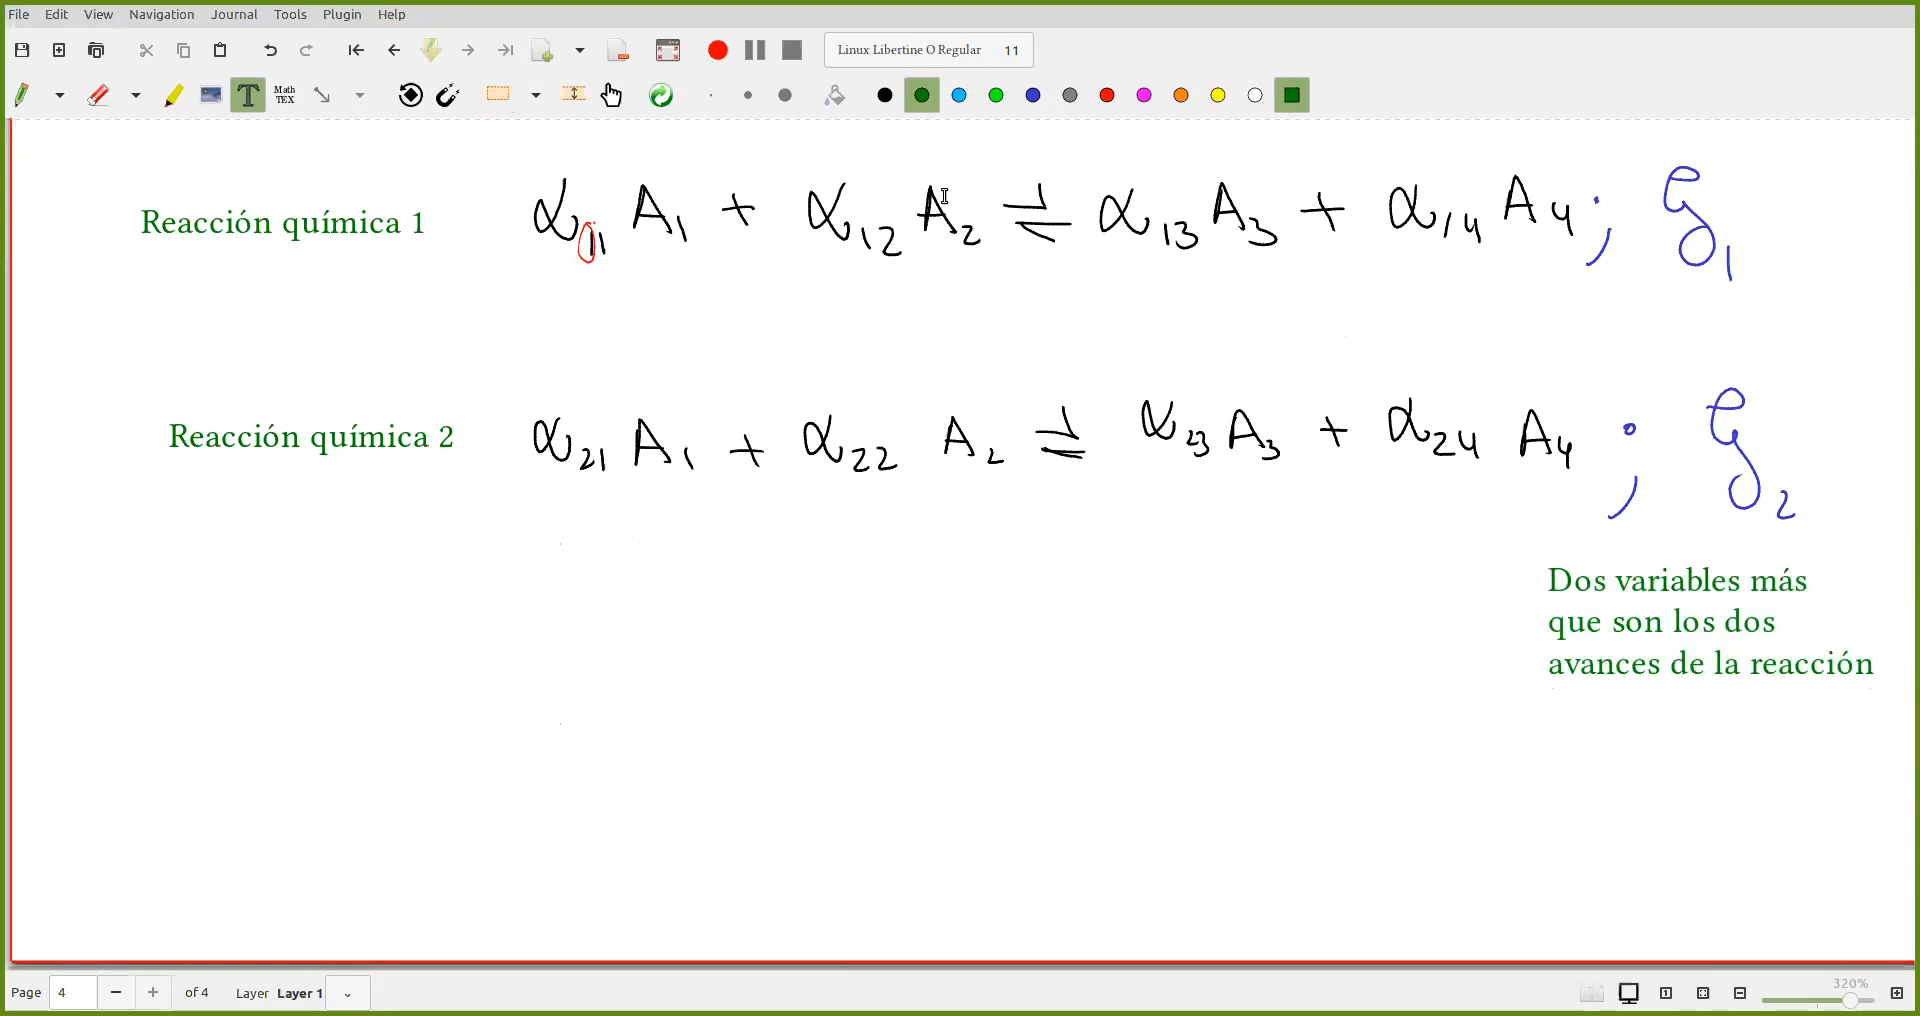 File Edit View Navigation Journal Tools Plugin Help
Linux Libertine O Regular 11
Math TEX
Reacción química 1 α₁₁ A₁ + α₁₂ A₂ ⇌ α₁₃ A₃ + α₁₄ A₄ ; ξ₁
Reacción química 2 α₂₁ A₁ + α₂₂ A₂ ⇌ α₂₃ A₃ + α₂₄ A₄ ; ξ₂
Dos variables más
que son los dos
avances de la reacción
Page 4 of 4 Layer Layer 1 320%